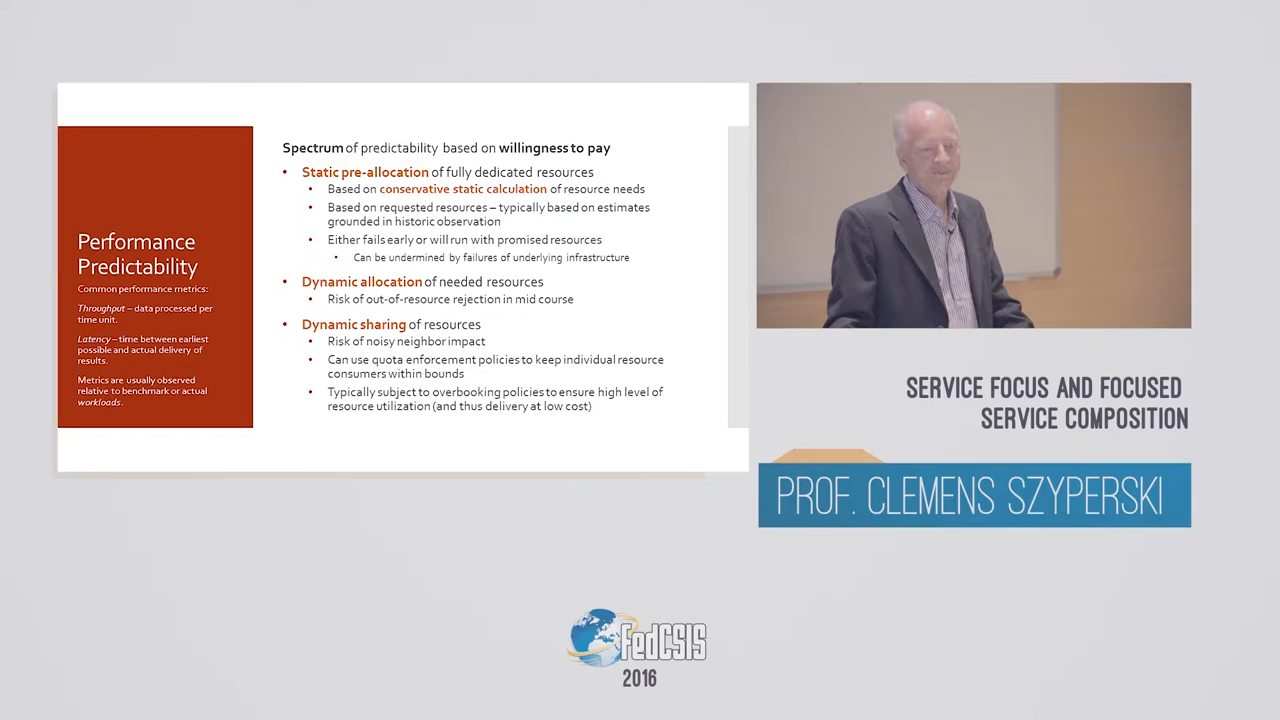 Performance
Predictability
Common performance metrics:
Throughput – data processed per
time unit.
Latency – time between earliest
possible and actual delivery of
results.
Metrics are usually observed
relative to benchmark or actual
workloads.
Spectrum of predictability based on willingness to pay
• Static pre-allocation of fully dedicated resources
• Based on conservative static calculation of resource needs
• Based on requested resources – typically based on estimates
grounded in historic observation
• Either fails early or will run with promised resources
• Can be undermined by failures of underlying infrastructure
• Dynamic allocation of needed resources
• Risk of out-of-resource rejection in mid course
• Dynamic sharing of resources
• Risk of noisy neighbor impact
• Can use quota enforcement policies to keep individual resource
consumers within bounds
• Typically subject to overbooking policies to ensure high level of
resource utilization (and thus delivery at low cost)
SERVICE FOCUS AND FOCUSED
SERVICE COMPOSITION
PROF. CLEMENS SZYPERSKI
FedCSIS
2016